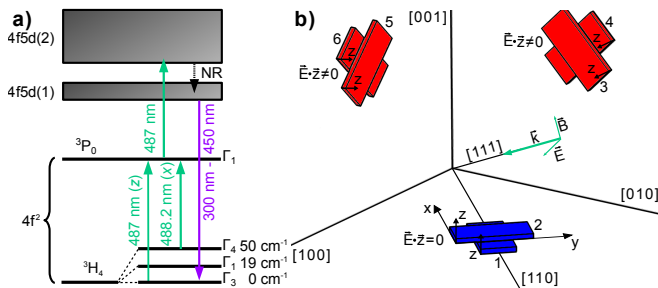 a)
4f5d(2)
NR
4f5d(1)
487 nm
300 nm - 450 nm
³P₀
Γ₁
4f²
487 nm (z)
488.2 nm (x)
Γ₄ 50 cm⁻¹
³H₄
Γ₁ 19 cm⁻¹
Γ₃ 0 cm⁻¹
b)
[001]
5
6
z
z
E⃗•z⃗≠0
E⃗•z⃗≠0
4
z
z
3
B⃗
k⃗
E⃗
[111]
[010]
x
z
2
E⃗•z⃗=0
z
y
1
[100]
[110]